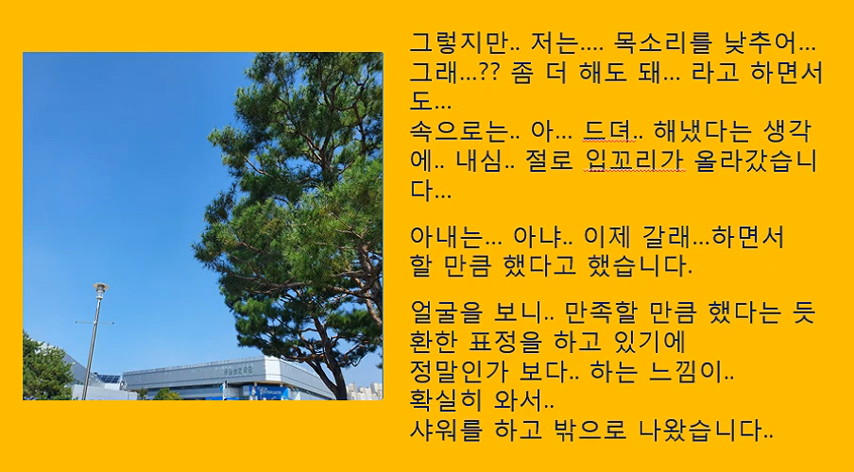 그렇지만.. 저는.... 목소리를 낮추어...
그래...?? 좀 더 해도 돼... 라고 하면서
도...
속으로는.. 아... 드뎌.. 해냈다는 생각
에.. 내심.. 절로 입꼬리가 올라갔습니
다...
아내는... 아냐.. 이제 갈래...하면서
할 만큼 했다고 했습니다.
얼굴을 보니.. 만족할 만큼 했다는 듯
환한 표정을 하고 있기에
정말인가 보다.. 하는 느낌이..
확실히 와서..
샤워를 하고 밖으로 나왔습니다..